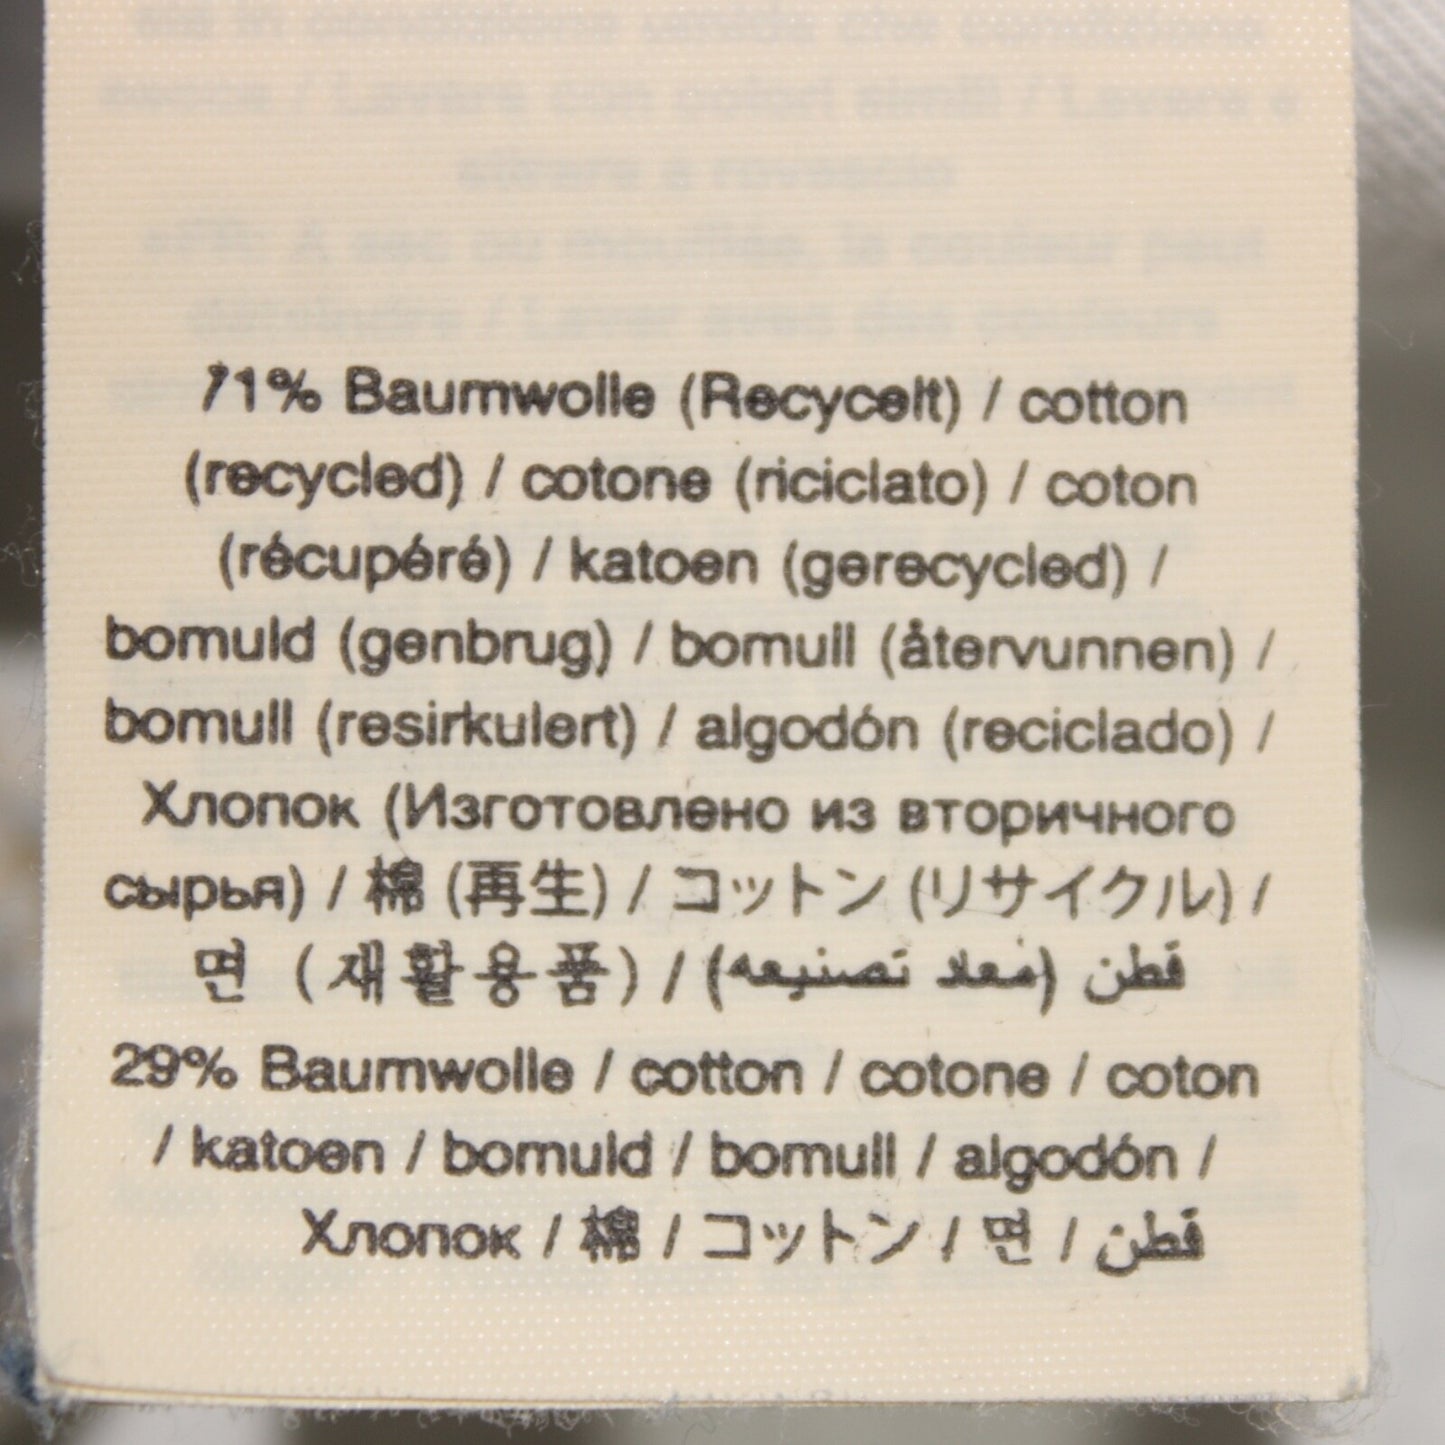 71% Baumwolle (Recycelt) / cotton
(recycled) / cotone (riciclato) / coton
(récupéré) / katoen (gerecycled) /
bomuld (genbrug) / bomull (återvunnen) /
bomull (resirkulert) / algodón (reciclado) /
Хлопок (Изготовлено из вторичного
сырья) / 棉 (再生) / コットン (リサイクル) /
면 (재활용품) / قطن (معاد تصنيعه)
29% Baumwolle / cotton / cotone / coton
/ katoen / bomuld / bomull / algodón /
Хлопок / 棉 / コットン / 면 / قطن